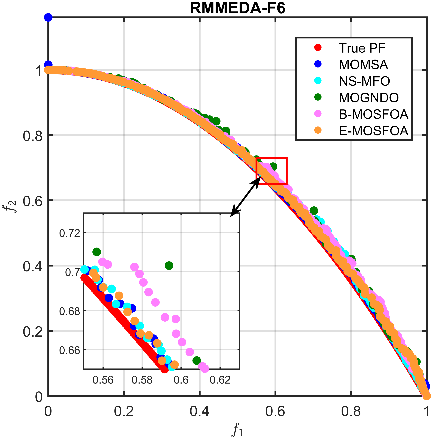 RMMEDA-F6
True PF
MOMSA
NS-MFO
MOGNDO
B-MOSFOA
E-MOSFOA
1
0.8
0.6
0.4
0.2
0
f2
0.72
0.7
0.68
0.66
0.56
0.58
0.6
0.62
0
0.2
0.4
0.6
0.8
1
f1